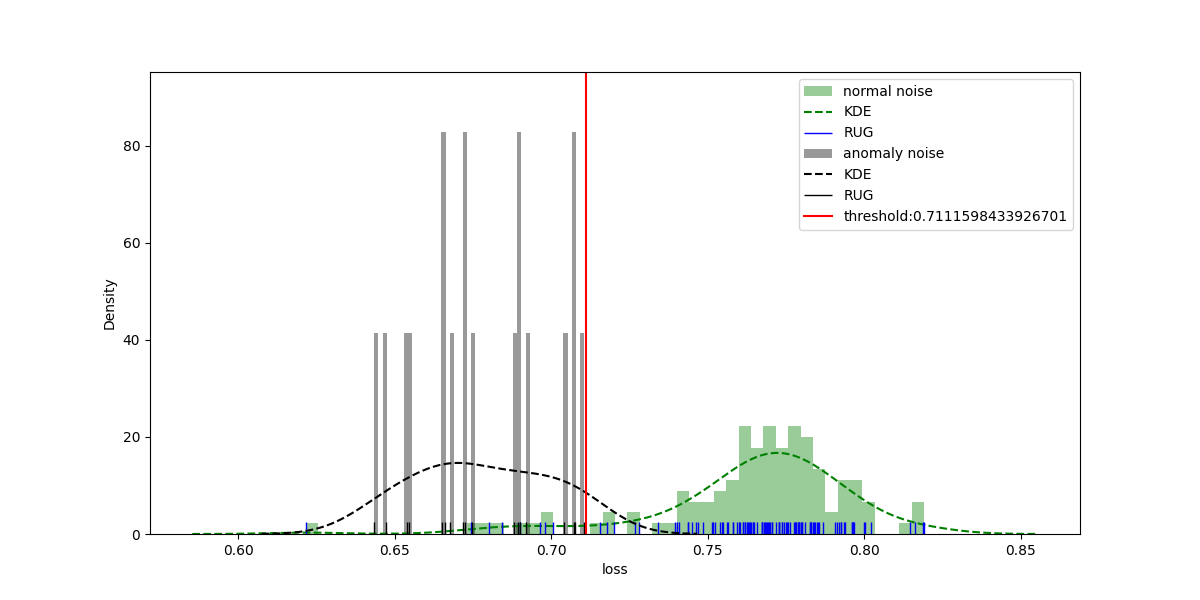 normal noise
KDE
RUG
anomaly noise
KDE
RUG
threshold:0.7111598433926701
80
60
40
20
0
Density
0.60 0.65 0.70 0.75 0.80 0.85
loss